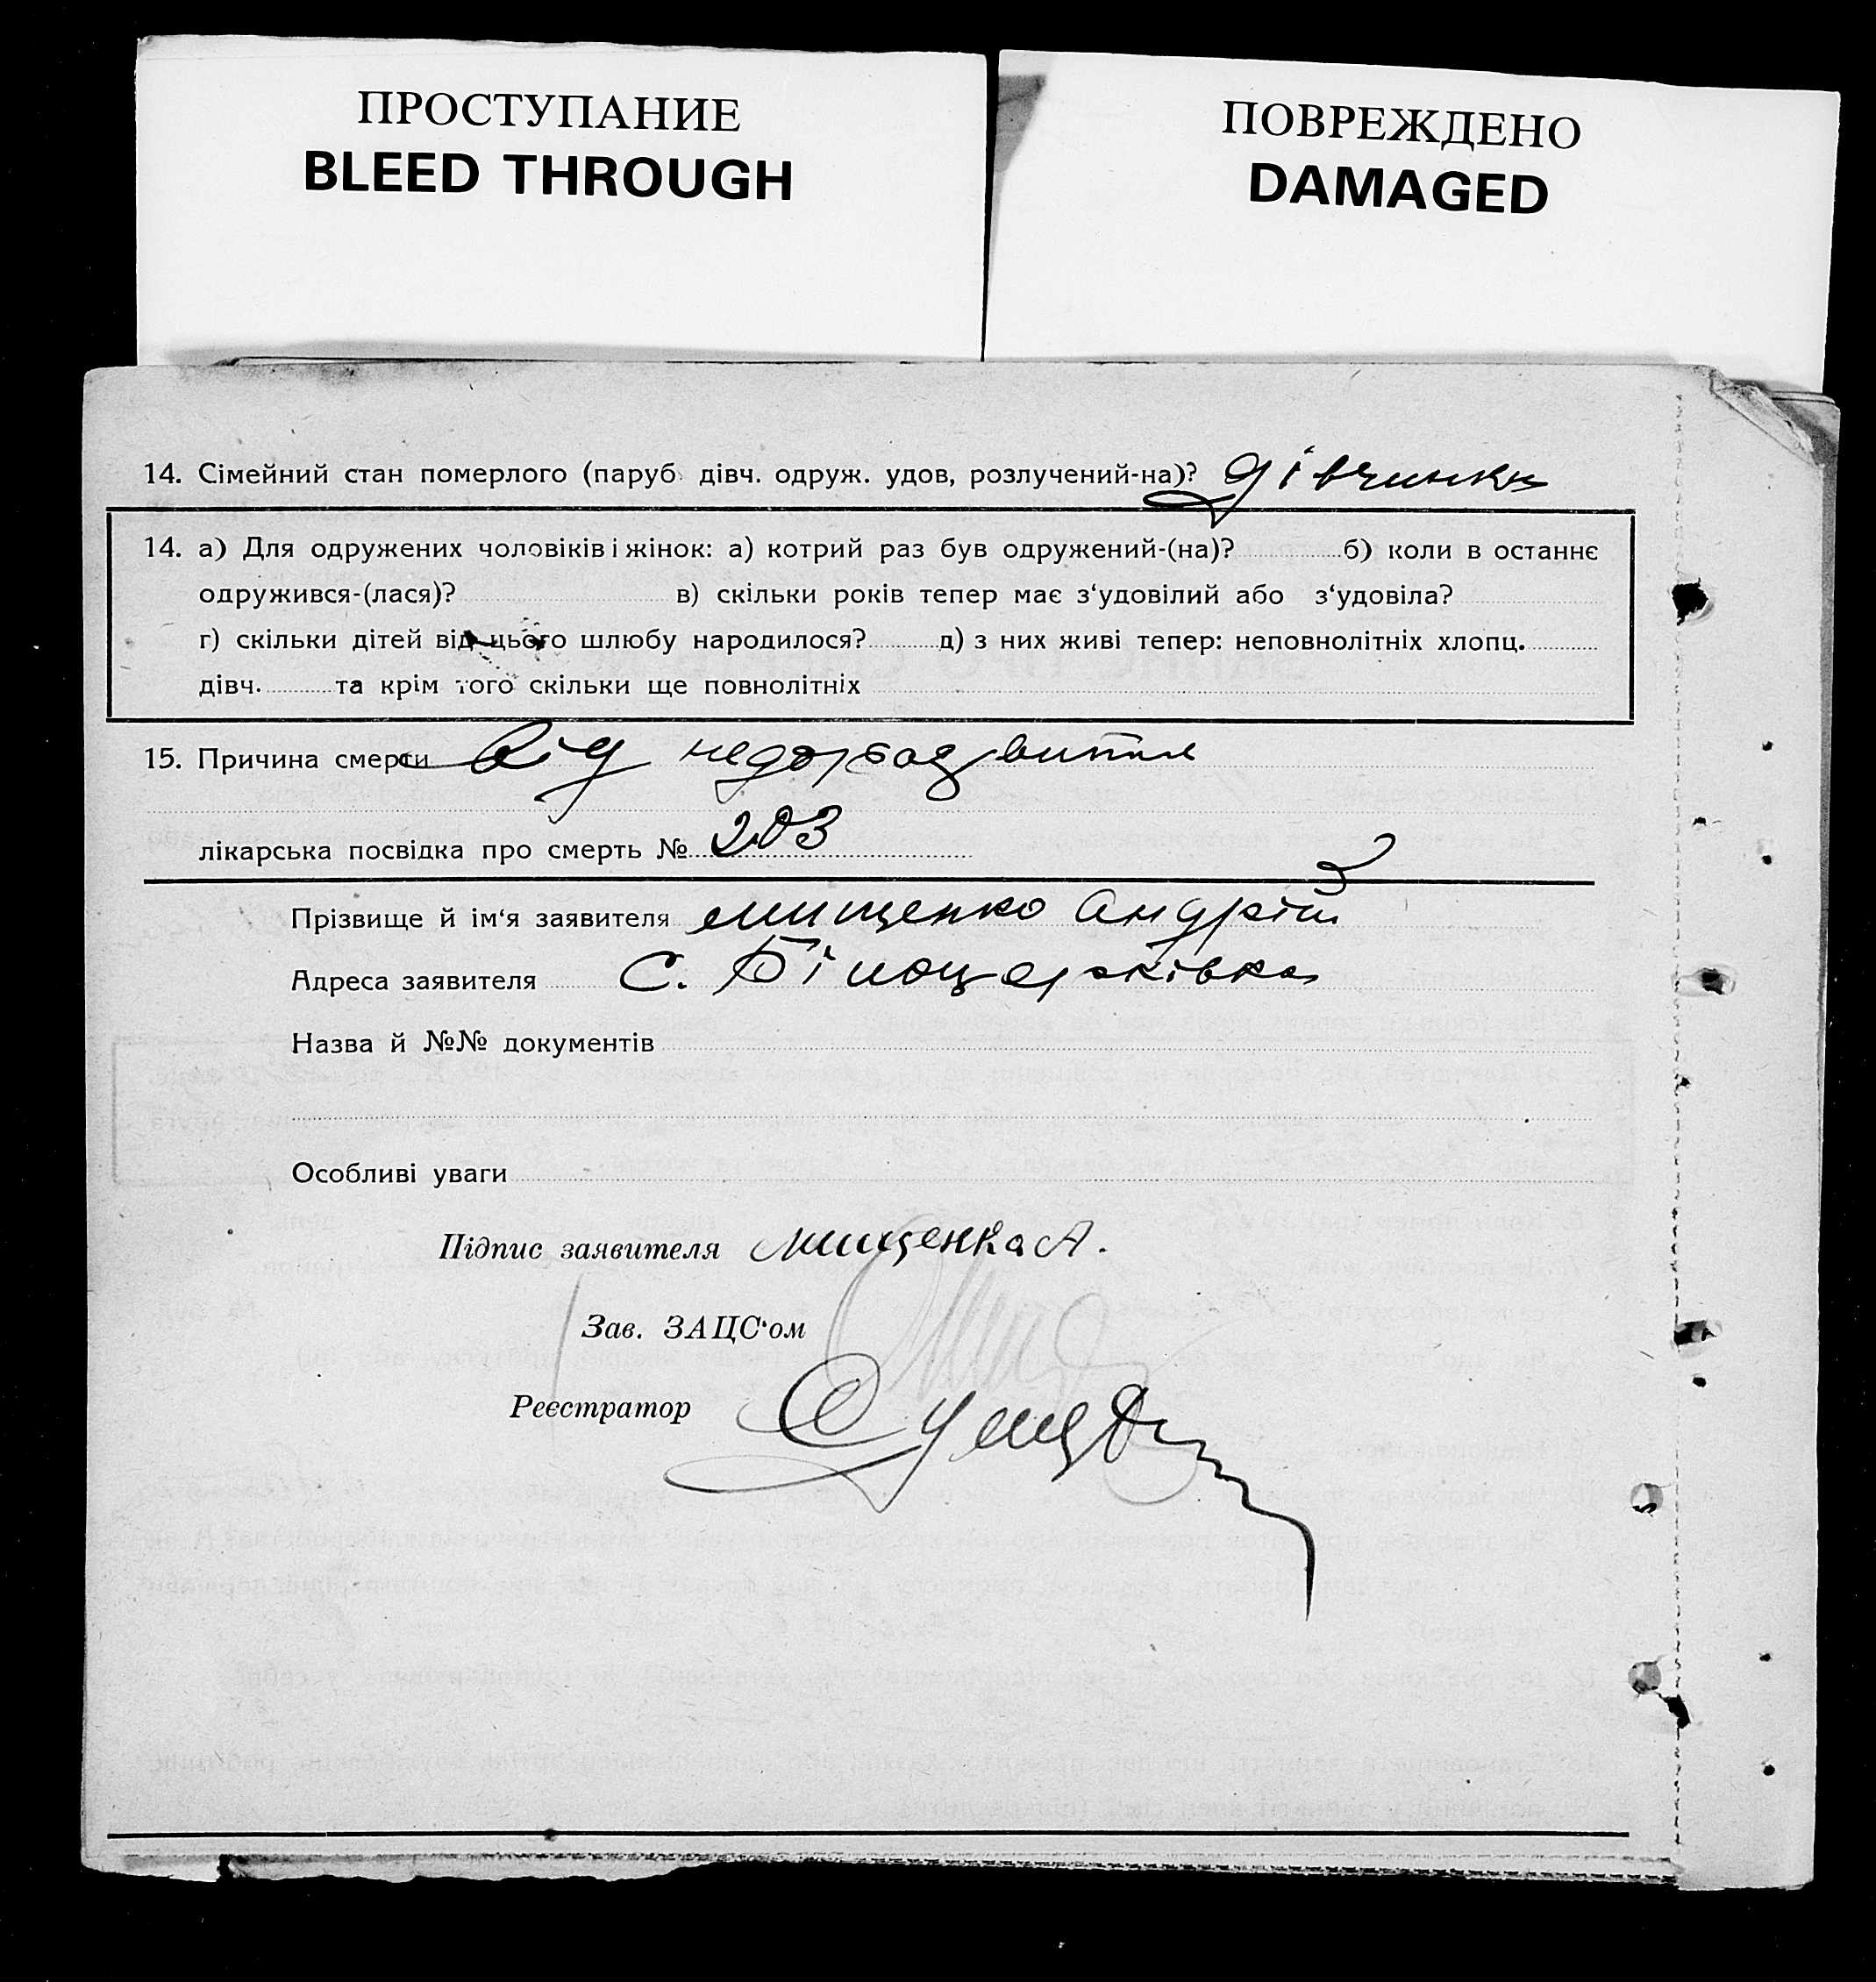 ПРОСТУПАНИЕ
BLEED THROUGH
ПОВРЕЖДЕНО
DAMAGED
14. Сімейний стан померлого (паруб. дівч. одруж. удов, розлучений-на)? дівчинка
14. а) Для одружених чоловіків і жінок: а) котрий раз був одружений-(на)? б) коли в останнє
одружився-(лася)? в) скільки років тепер має з‘удовілий або з‘удовіла?
г) скільки дітей від цього шлюбу народилося? д) з них живі тепер: неповнолітніх хлопц.
дівч. та крім того скільки ще повнолітніх
15. Причина смерти від недорозвиття
лікарська посвідка про смерть № 203
Прізвище й ім‘я заявителя Мищенко Андрій
Адреса заявителя С. Білоцерківка
Назва й №№ документів
Особливі уваги
Підпис заявителя Мищенка А.
Зав. ЗАЦС‘ом
Реєстратор